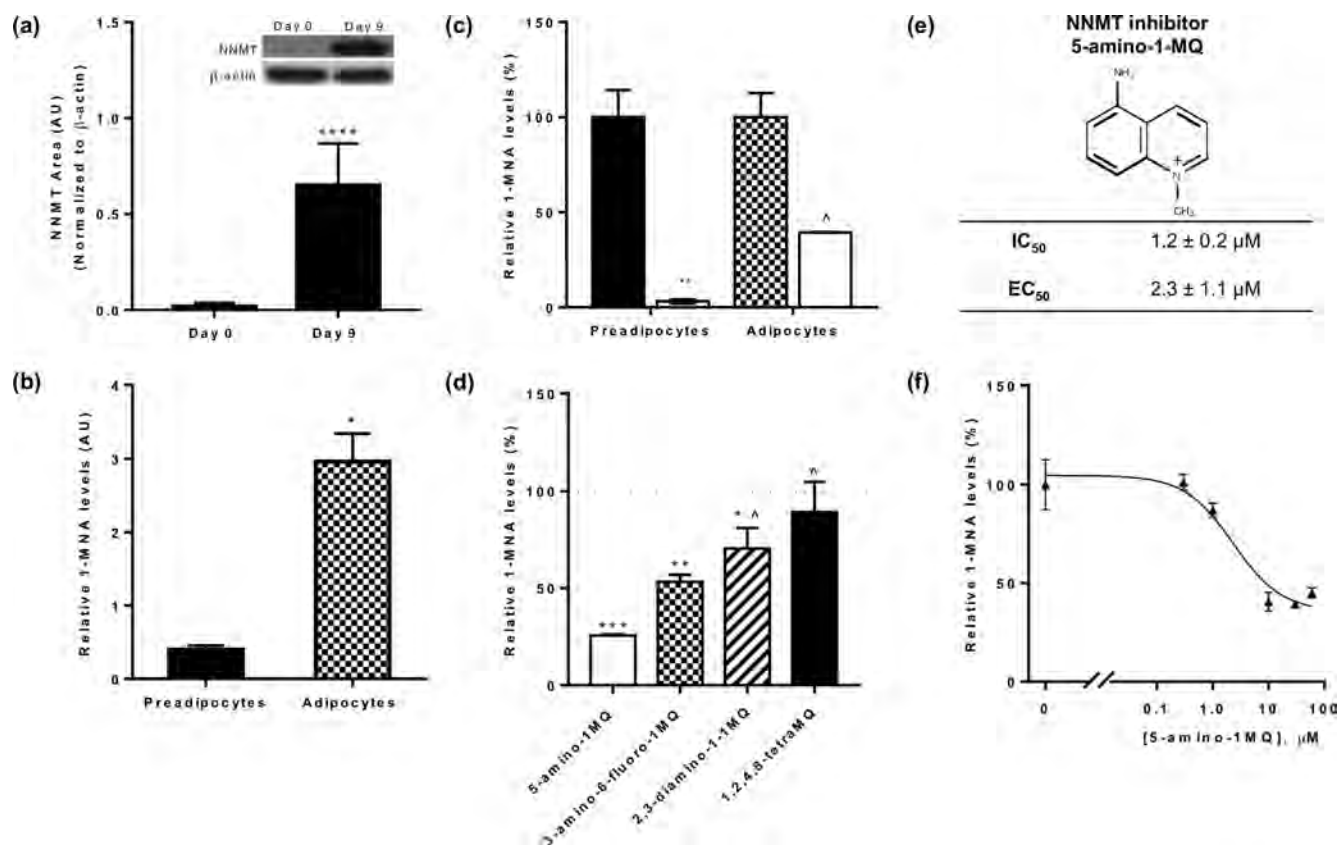 (a)
NNMT Area (AU)
(Normalized to β-actin)
1.5
1.0
0.5
0.0
Day 0 Day 9
NNMT
β-actin
****
Day 0 Day 9
(b)
Relative 1-MNA levels (AU)
4
3
2
1
0
*
Preadipocytes Adipocytes
(c)
Relative 1-MNA levels (%)
150
100
50
0
**
^
Preadipocytes Adipocytes
(d)
Relative 1-MNA levels (%)
150
100
50
0
***
**
* ^
^
5-amino-1MQ
-amino-6-fluoro-1MQ
2,3-diamino-1-1MQ
1,2,4,8-tetraMQ
(e)
NNMT inhibitor
5-amino-1-MQ
NH₂
N
+
CH₃
IC₅₀ 1.2 ± 0.2 µM
EC₅₀ 2.3 ± 1.1 µM
(f)
Relative 1-MNA levels (%)
150
100
50
0
0 0.1 1.0 10 100
[5-amino-1MQ], µM